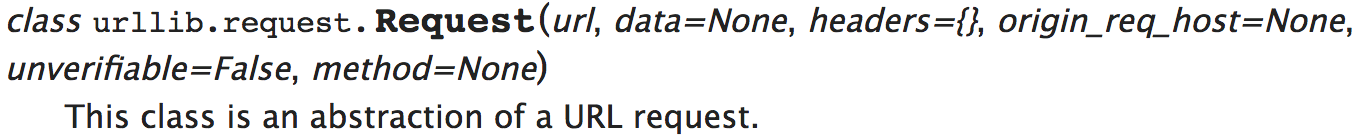 class urllib.request.Request(url, data=None, headers={}, origin_req_host=None,
unverifiable=False, method=None)
This class is an abstraction of a URL request.